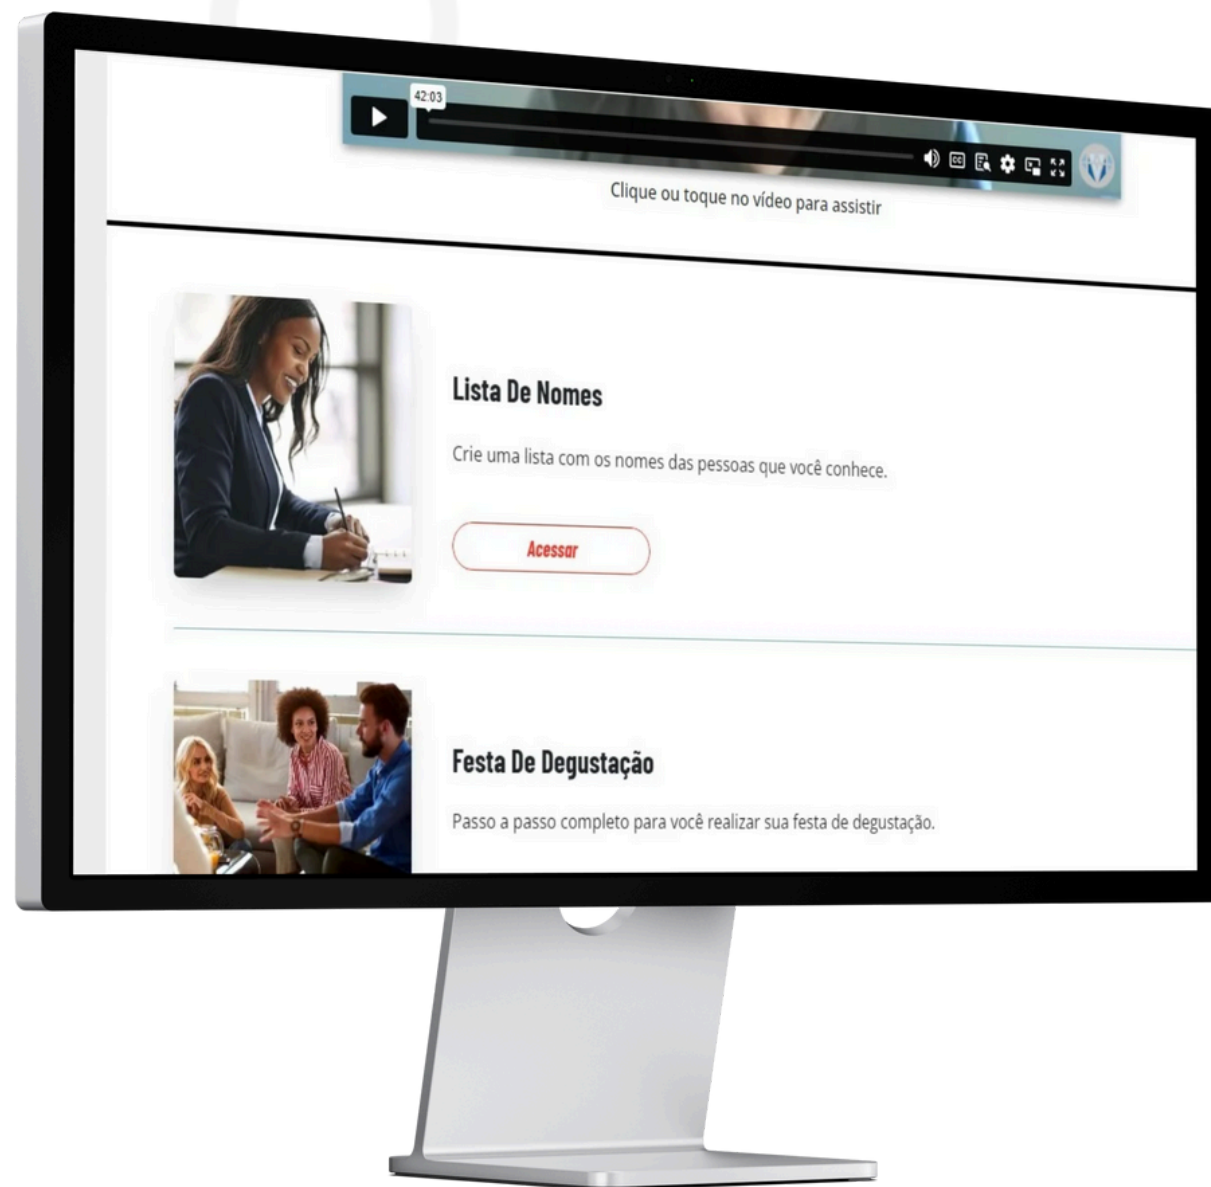 42:03
CC
Clique ou toque no vídeo para assistir
Lista De Nomes
Crie uma lista com os nomes das pessoas que você conhece.
Acessar
Festa De Degustação
Passo a passo completo para você realizar sua festa de degustação.